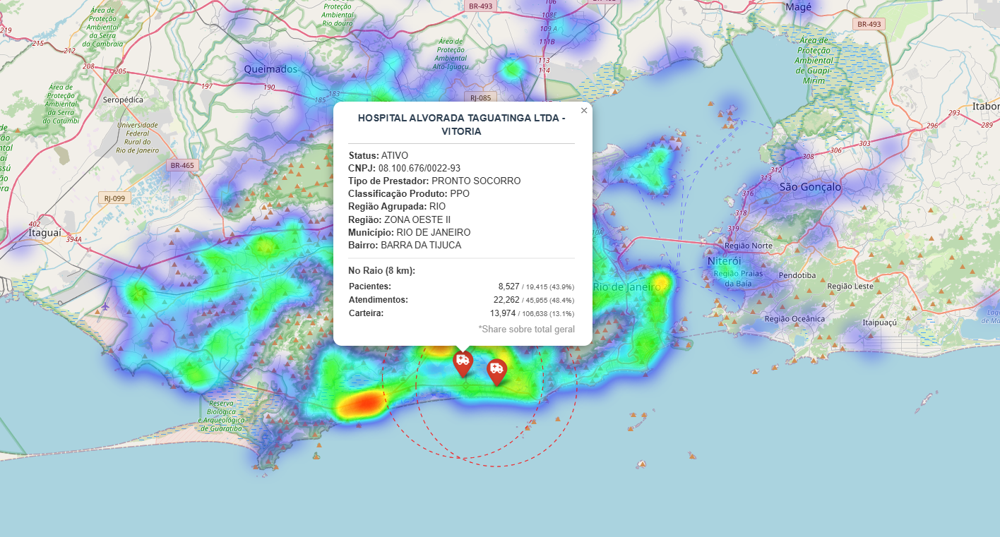 BR-493
106
108E
109 A
111B
113
114
Magé
BR-493
219
215
212
208
205
197
190
185
183
Área de
Proteção
Ambiental
da Serra
da Cambraia
Proteção
Ambiental
Rio douro
Área de
Proteção
Ambiental
Alto-Iguaçu
Área de
Proteção
Ambiental
de Guapi-
Mirim
Queimados
RJ-085
Seropédica
Área de
Proteção
Ambiental
da Serra
do Catumbi
Universidade
Federal
Rural do
Rio de Janeiro
BR-465
RJ-099
402
394A
Itaguaí
Itabor
293
289
296
303
306
308
312
316
318
319
São Gonçalo
Região Norte
Niterói
Região Praias
da Baía
Pendotiba
Região Leste
Região Oceânica
Itaipuaçu
10A
Rio de Janeiro
Reserva
Biológica
e Arqueológica
de Guaratiba
×
HOSPITAL ALVORADA TAGUATINGA LTDA -
VITORIA
Status: ATIVO
CNPJ: 08.100.676/0022-93
Tipo de Prestador: PRONTO SOCORRO
Classificação Produto: PPO
Região Agrupada: RIO
Região: ZONA OESTE II
Município: RIO DE JANEIRO
Bairro: BARRA DA TIJUCA
No Raio (8 km):
Pacientes: 8,527 / 19,415 (43.9%)
Atendimentos: 22,262 / 45,955 (48.4%)
Carteira: 13,974 / 106,638 (13.1%)
*Share sobre total geral